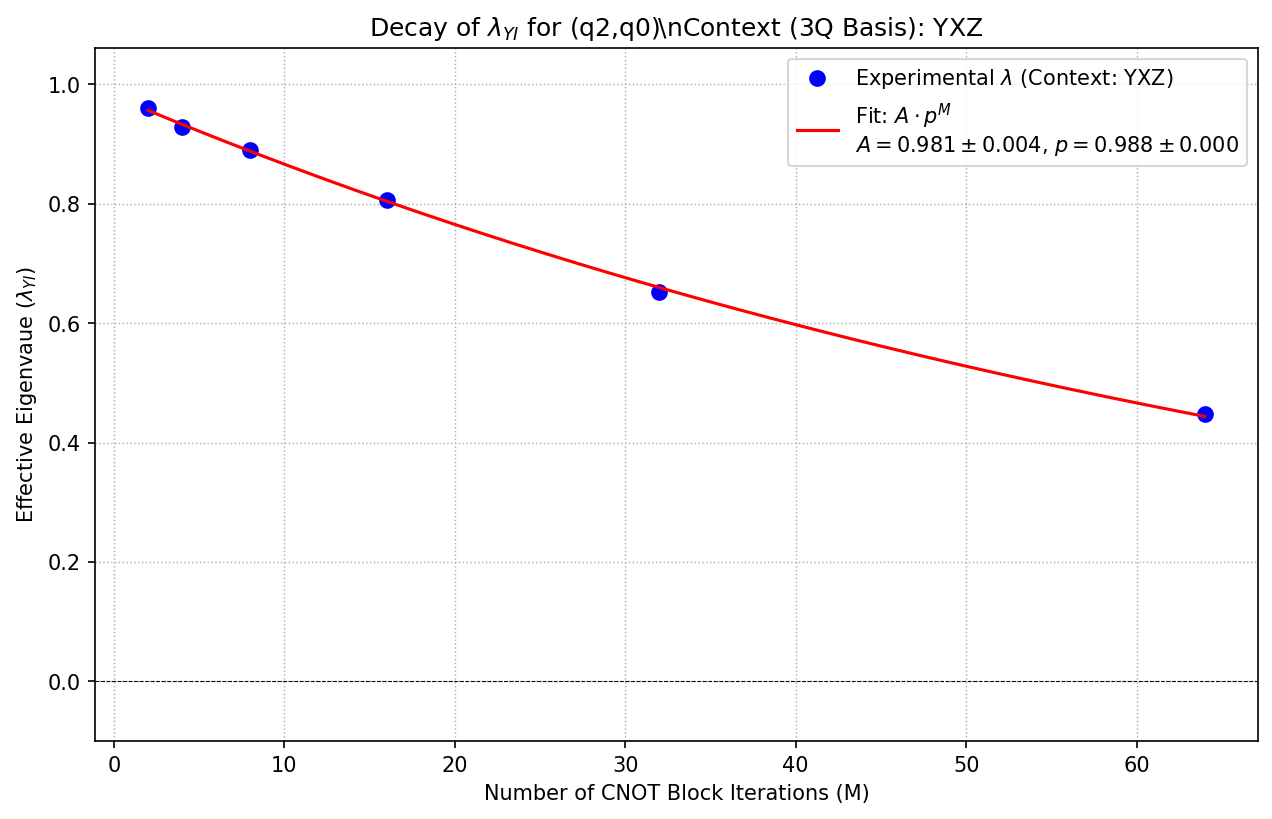 Decay of λ_YI for (q2,q0)\nContext (3Q Basis): YXZ
Experimental λ (Context: YXZ)
Fit: A · p^M
A = 0.981 ± 0.004, p = 0.988 ± 0.000
Effective Eigenvaue (λ_YI)
1.0
0.8
0.6
0.4
0.2
0.0
0 10 20 30 40 50 60
Number of CNOT Block Iterations (M)